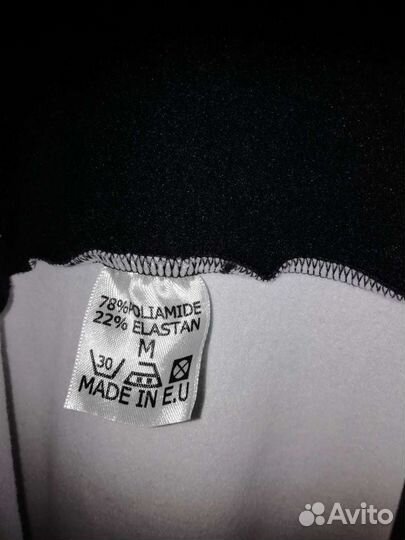 78% POLIAMIDE
22% ELASTAN
M
30
MADE IN E.U
Avito